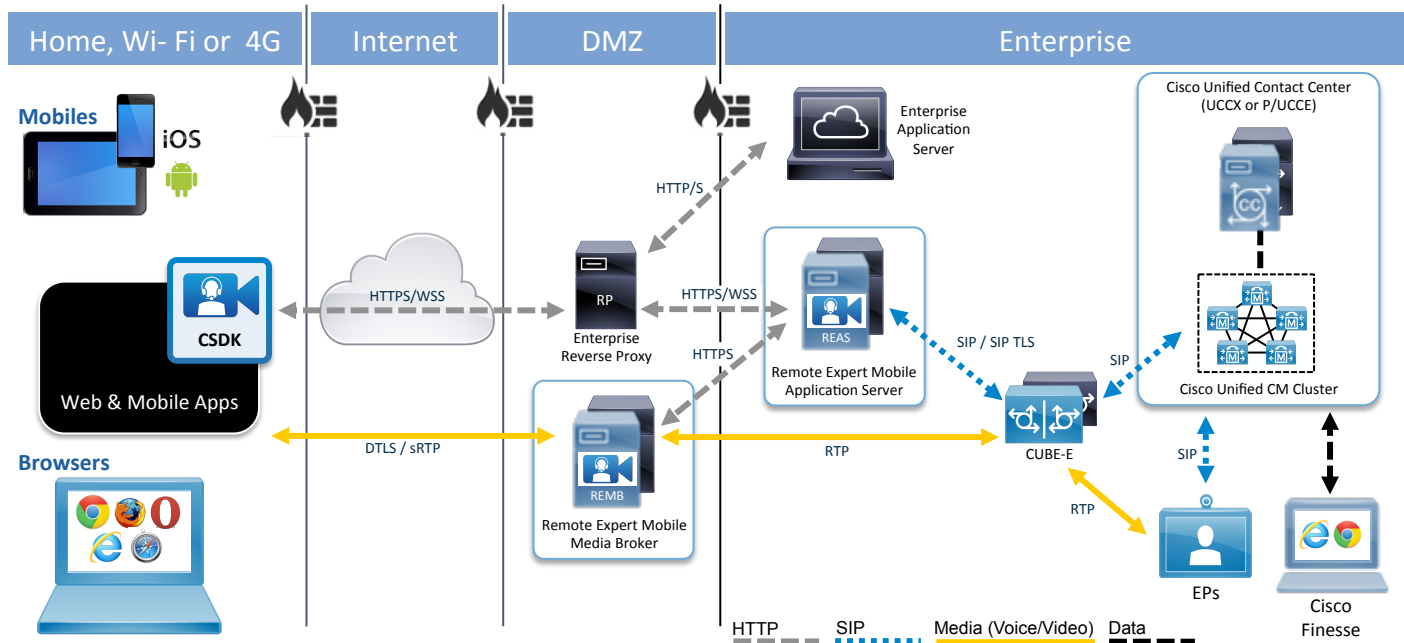 Home, Wi- Fi or 4G
Internet
DMZ
Enterprise
Mobiles
iOS
Enterprise
Application
Server
Cisco Unified Contact Center
(UCCX or P/UCCE)
CC
HTTP/S
CSDK
HTTPS/WSS
RP
Enterprise
Reverse Proxy
HTTPS/WSS
REAS
Remote Expert Mobile
Application Server
HTTPS
SIP / SIP TLS
SIP
M
M
M
M
M
Cisco Unified CM Cluster
Web & Mobile Apps
DTLS / sRTP
REMB
Remote Expert Mobile
Media Broker
RTP
CUBE-E
SIP
RTP
Browsers
EPs
Cisco
Finesse
HTTP
SIP
Media (Voice/Video)
Data